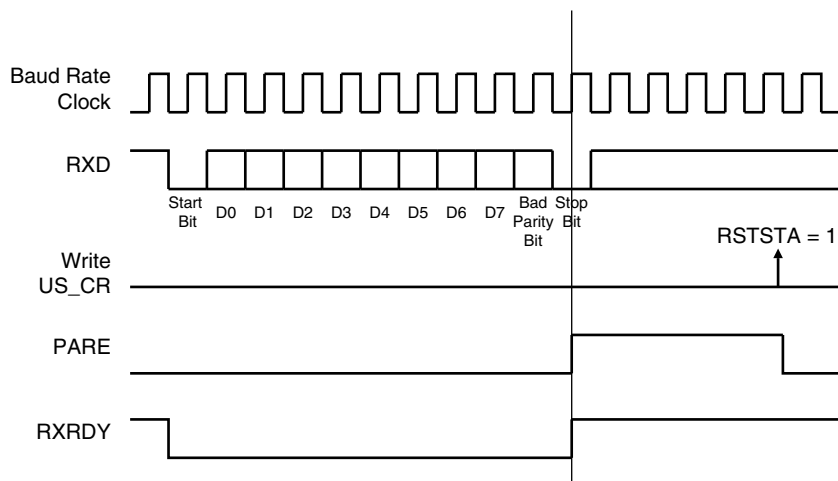 Baud Rate
Clock
RXD
Start
Bit
D0
D1
D2
D3
D4
D5
D6
D7
Bad
Parity
Bit
Stop
Bit
RSTSTA = 1
Write
US_CR
PARE
RXRDY